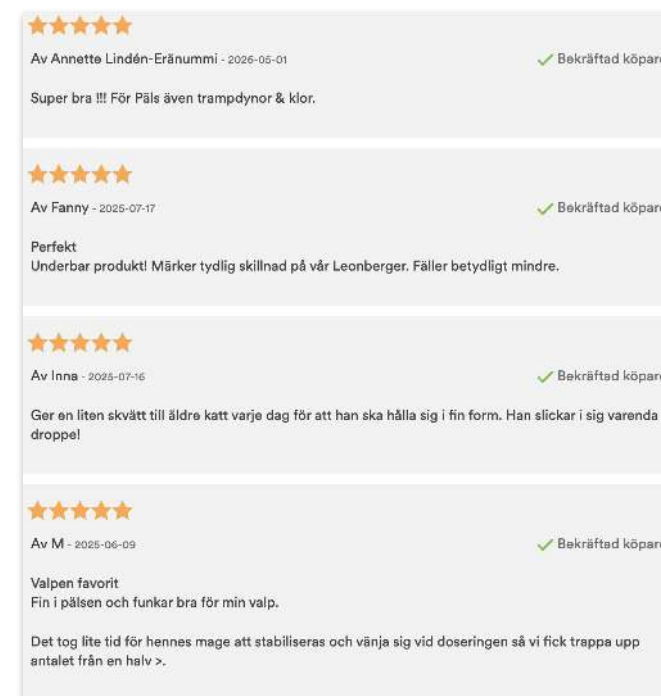 Av Annette Lindén-Eränummi - 2026-05-01
Bekräftad köpare
Super bra !!! För Päls även trampdynor & klor.
Av Fanny - 2025-07-17
Bekräftad köpare
Perfekt
Underbar produkt! Märker tydlig skillnad på vår Leonberger. Fäller betydligt mindre.
Av Inna - 2025-07-16
Bekräftad köpare
Ger en liten skvätt till äldre katt varje dag för att han ska hålla sig i fin form. Han slickar i sig varenda
droppe!
Av M - 2025-06-09
Bekräftad köpare
Valpen favorit
Fin i pälsen och funkar bra för min valp.
Det tog lite tid för hennes mage att stabiliseras och vänja sig vid doseringen så vi fick trappa upp
antalet från en halv >.